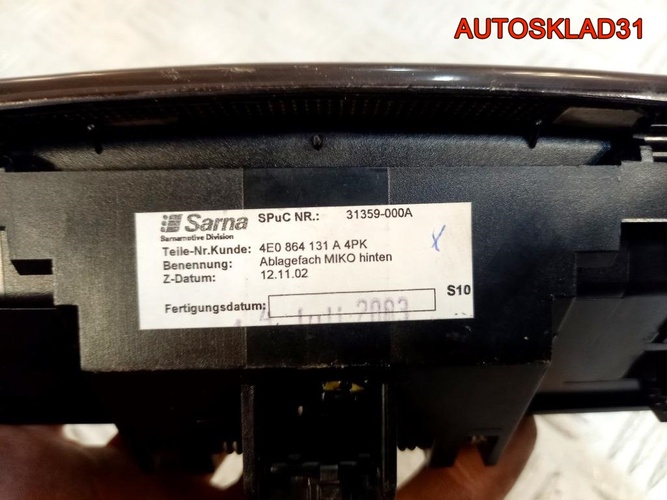 AUTOSKLAD31
Sarna SPuC NR.: 31359-000A
Sarnamotive Division
Teile-Nr.Kunde: 4E0 864 131 A 4PK
Benennung: Ablagefach MIKO hinten
Z-Datum: 12.11.02
S10
Fertigungsdatum: